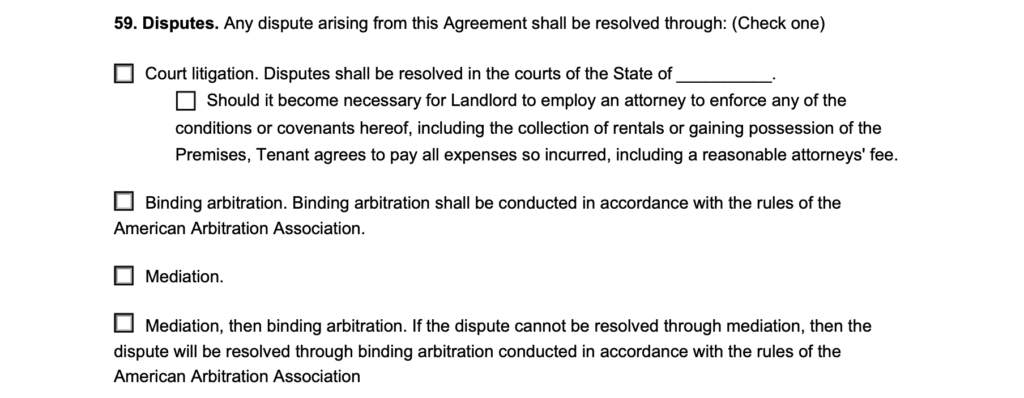 59. Disputes. Any dispute arising from this Agreement shall be resolved through: (Check one)
☐ Court litigation. Disputes shall be resolved in the courts of the State of __________.
☐ Should it become necessary for Landlord to employ an attorney to enforce any of the
conditions or covenants hereof, including the collection of rentals or gaining possession of the
Premises, Tenant agrees to pay all expenses so incurred, including a reasonable attorneys' fee.
☐ Binding arbitration. Binding arbitration shall be conducted in accordance with the rules of the
American Arbitration Association.
☐ Mediation.
☐ Mediation, then binding arbitration. If the dispute cannot be resolved through mediation, then the
dispute will be resolved through binding arbitration conducted in accordance with the rules of the
American Arbitration Association